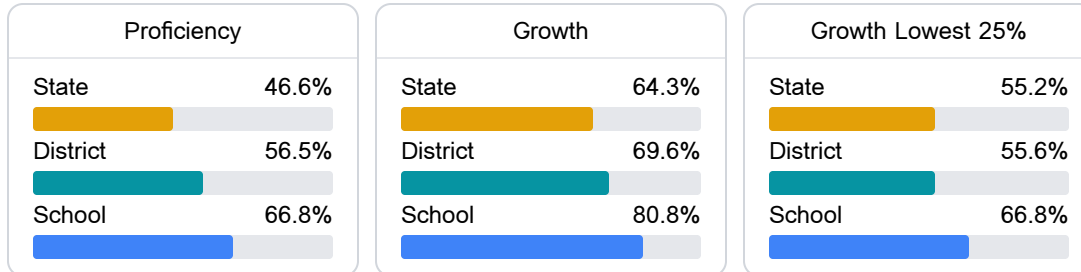 Proficiency
State 46.6%
District 56.5%
School 66.8%
Growth
State 64.3%
District 69.6%
School 80.8%
Growth Lowest 25%
State 55.2%
District 55.6%
School 66.8%